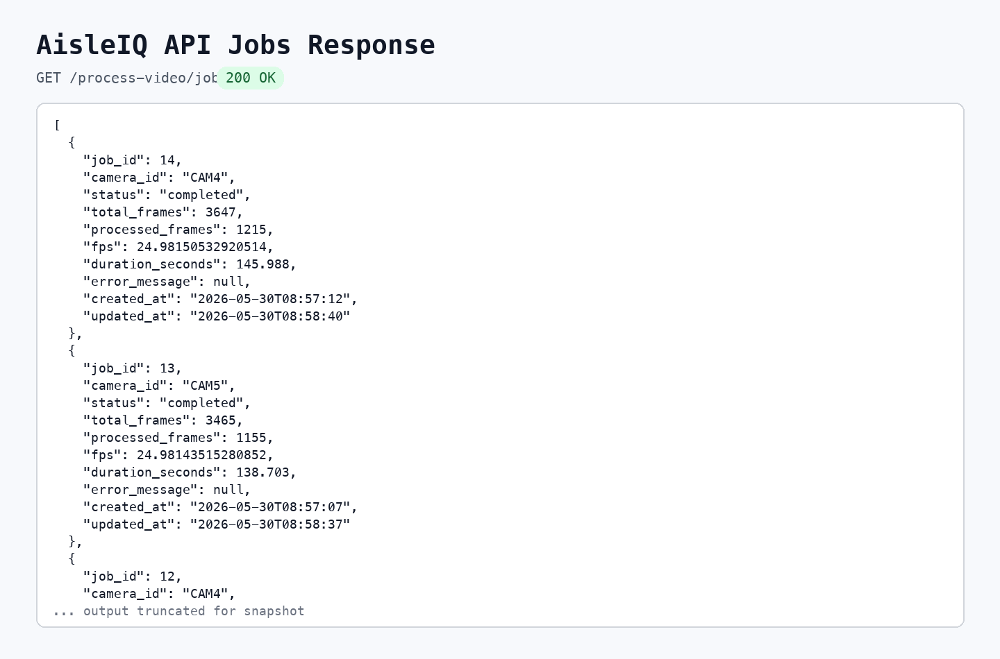 AisleIQ API Jobs Response
GET /process-video/job 200 OK
[
  {
    "job_id": 14,
    "camera_id": "CAM4",
    "status": "completed",
    "total_frames": 3647,
    "processed_frames": 1215,
    "fps": 24.98150532920514,
    "duration_seconds": 145.988,
    "error_message": null,
    "created_at": "2026-05-30T08:57:12",
    "updated_at": "2026-05-30T08:58:40"
  },
  {
    "job_id": 13,
    "camera_id": "CAM5",
    "status": "completed",
    "total_frames": 3465,
    "processed_frames": 1155,
    "fps": 24.98143515280852,
    "duration_seconds": 138.703,
    "error_message": null,
    "created_at": "2026-05-30T08:57:07",
    "updated_at": "2026-05-30T08:58:37"
  },
  {
    "job_id": 12,
    "camera_id": "CAM4",
... output truncated for snapshot